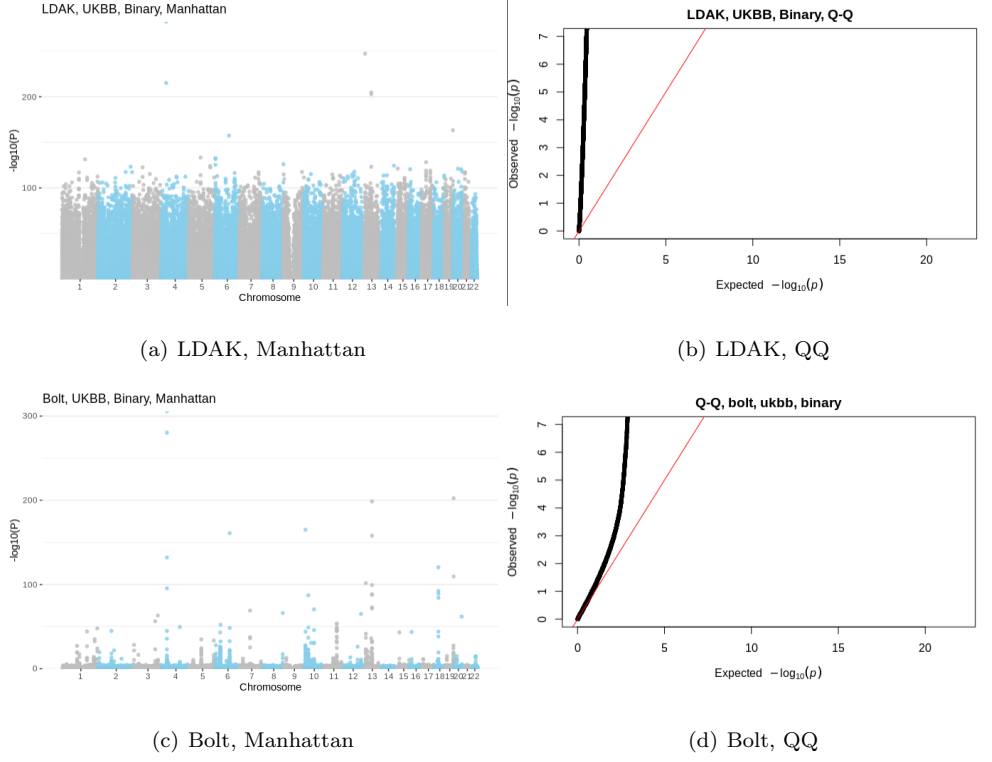 LDAK, UKBB, Binary, Manhattan
-log10(P)
200
100
1 2 3 4 5 6 7 8 9 10 11 12 13 14 15 16 17 18 19 20 21 22
Chromosome
(a) LDAK, Manhattan
LDAK, UKBB, Binary, Q-Q
Observed −log10(p)
7
6
5
4
3
2
1
0
0 5 10 15 20
Expected −log10(p)
(b) LDAK, QQ
Bolt, UKBB, Binary, Manhattan
-log10(P)
300
200
100
0
1 2 3 4 5 6 7 8 9 10 11 12 13 14 15 16 17 18 19 20 21 22
Chromosome
(c) Bolt, Manhattan
Q-Q, bolt, ukbb, binary
Observed −log10(p)
7
6
5
4
3
2
1
0
0 5 10 15 20
Expected −log10(p)
(d) Bolt, QQ